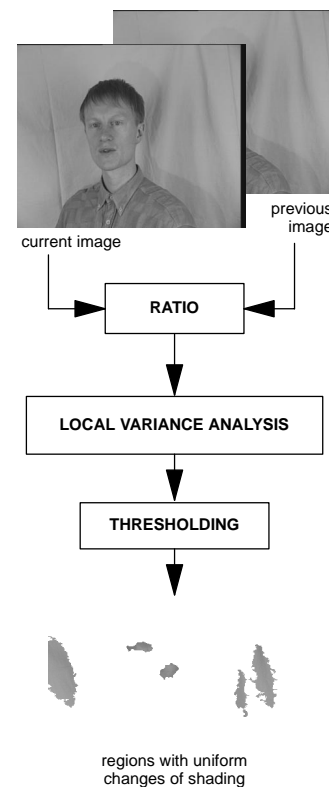 current image
previous
image
RATIO
LOCAL VARIANCE ANALYSIS
THRESHOLDING
regions with uniform
changes of shading